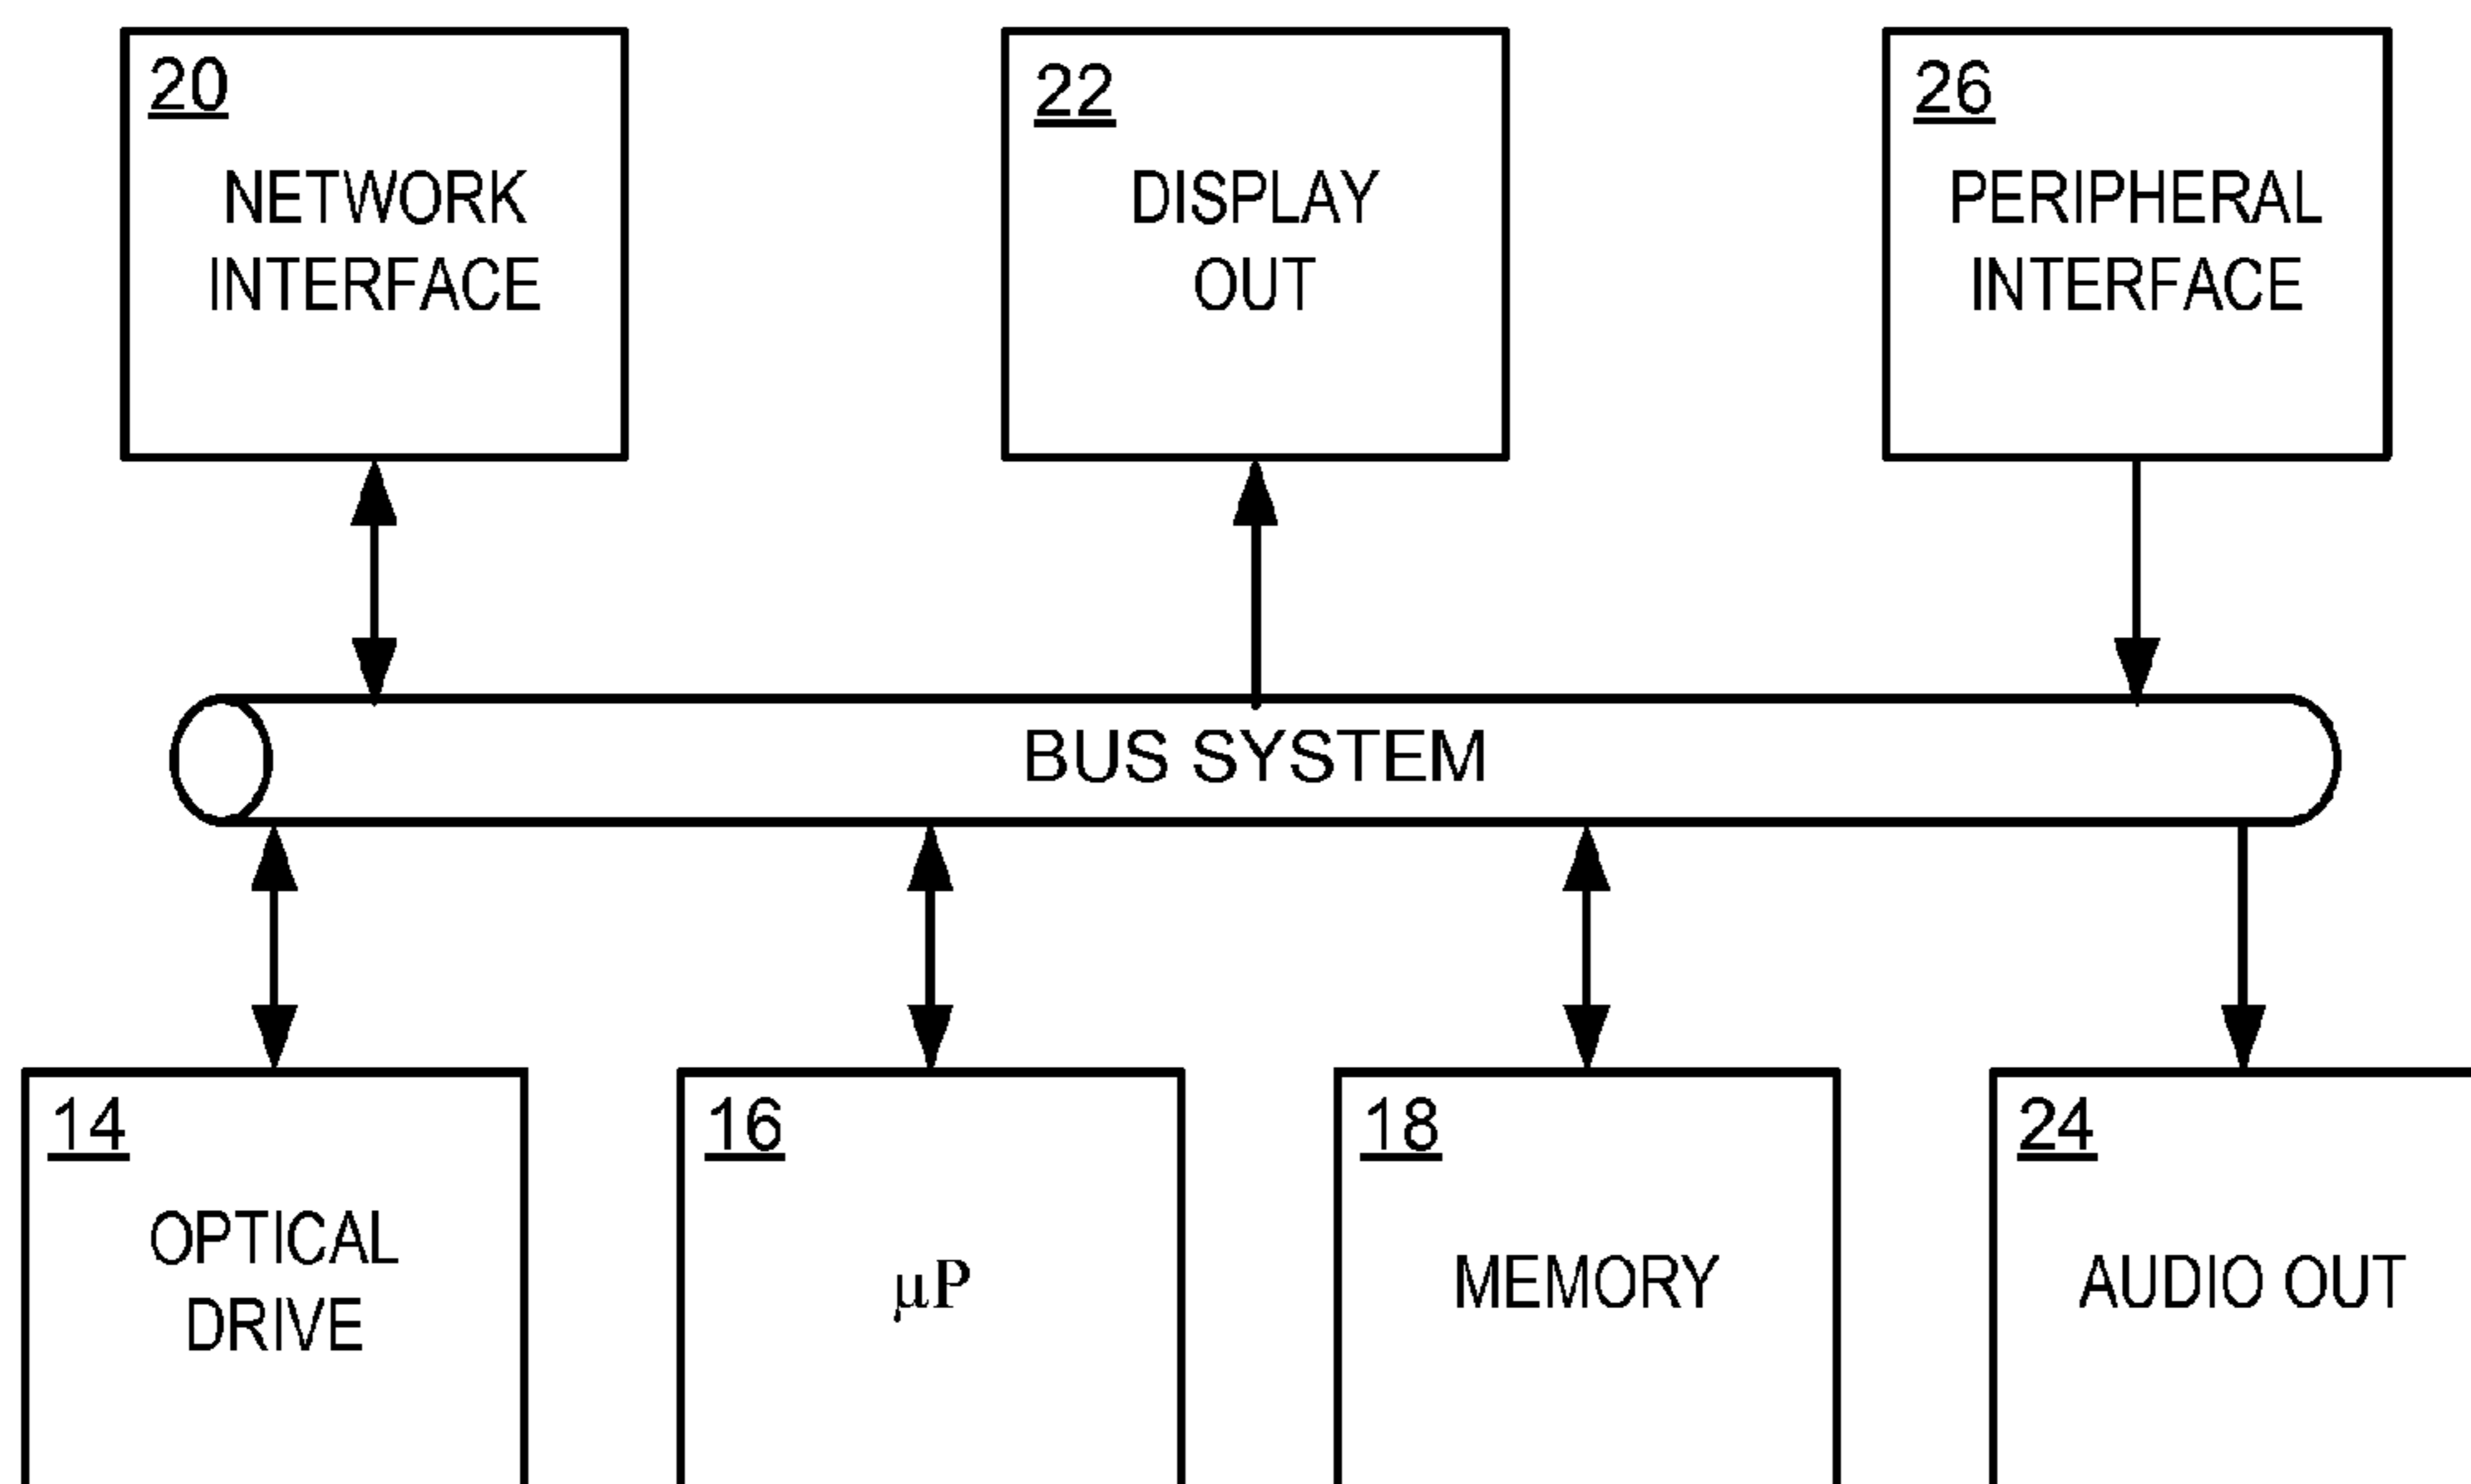 20
NETWORK
INTERFACE
22
DISPLAY
OUT
26
PERIPHERAL
INTERFACE
BUS SYSTEM
14
OPTICAL
DRIVE
16
μP
18
MEMORY
24
AUDIO OUT